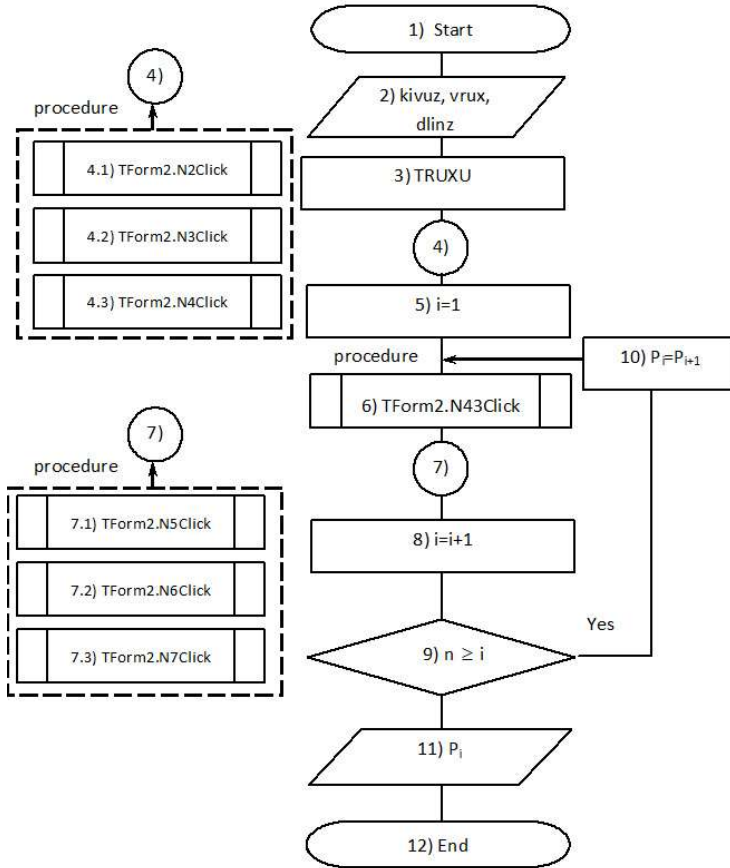 1) Start
2) kivuz, vrux,
dlinz
3) TRUXU
4)
5) i=1
procedure
6) TForm2.N43Click
7)
8) i=i+1
9) n ≥ i
Yes
10) Pi=Pi+1
11) Pi
12) End
4)
procedure
4.1) TForm2.N2Click
4.2) TForm2.N3Click
4.3) TForm2.N4Click
7)
procedure
7.1) TForm2.N5Click
7.2) TForm2.N6Click
7.3) TForm2.N7Click